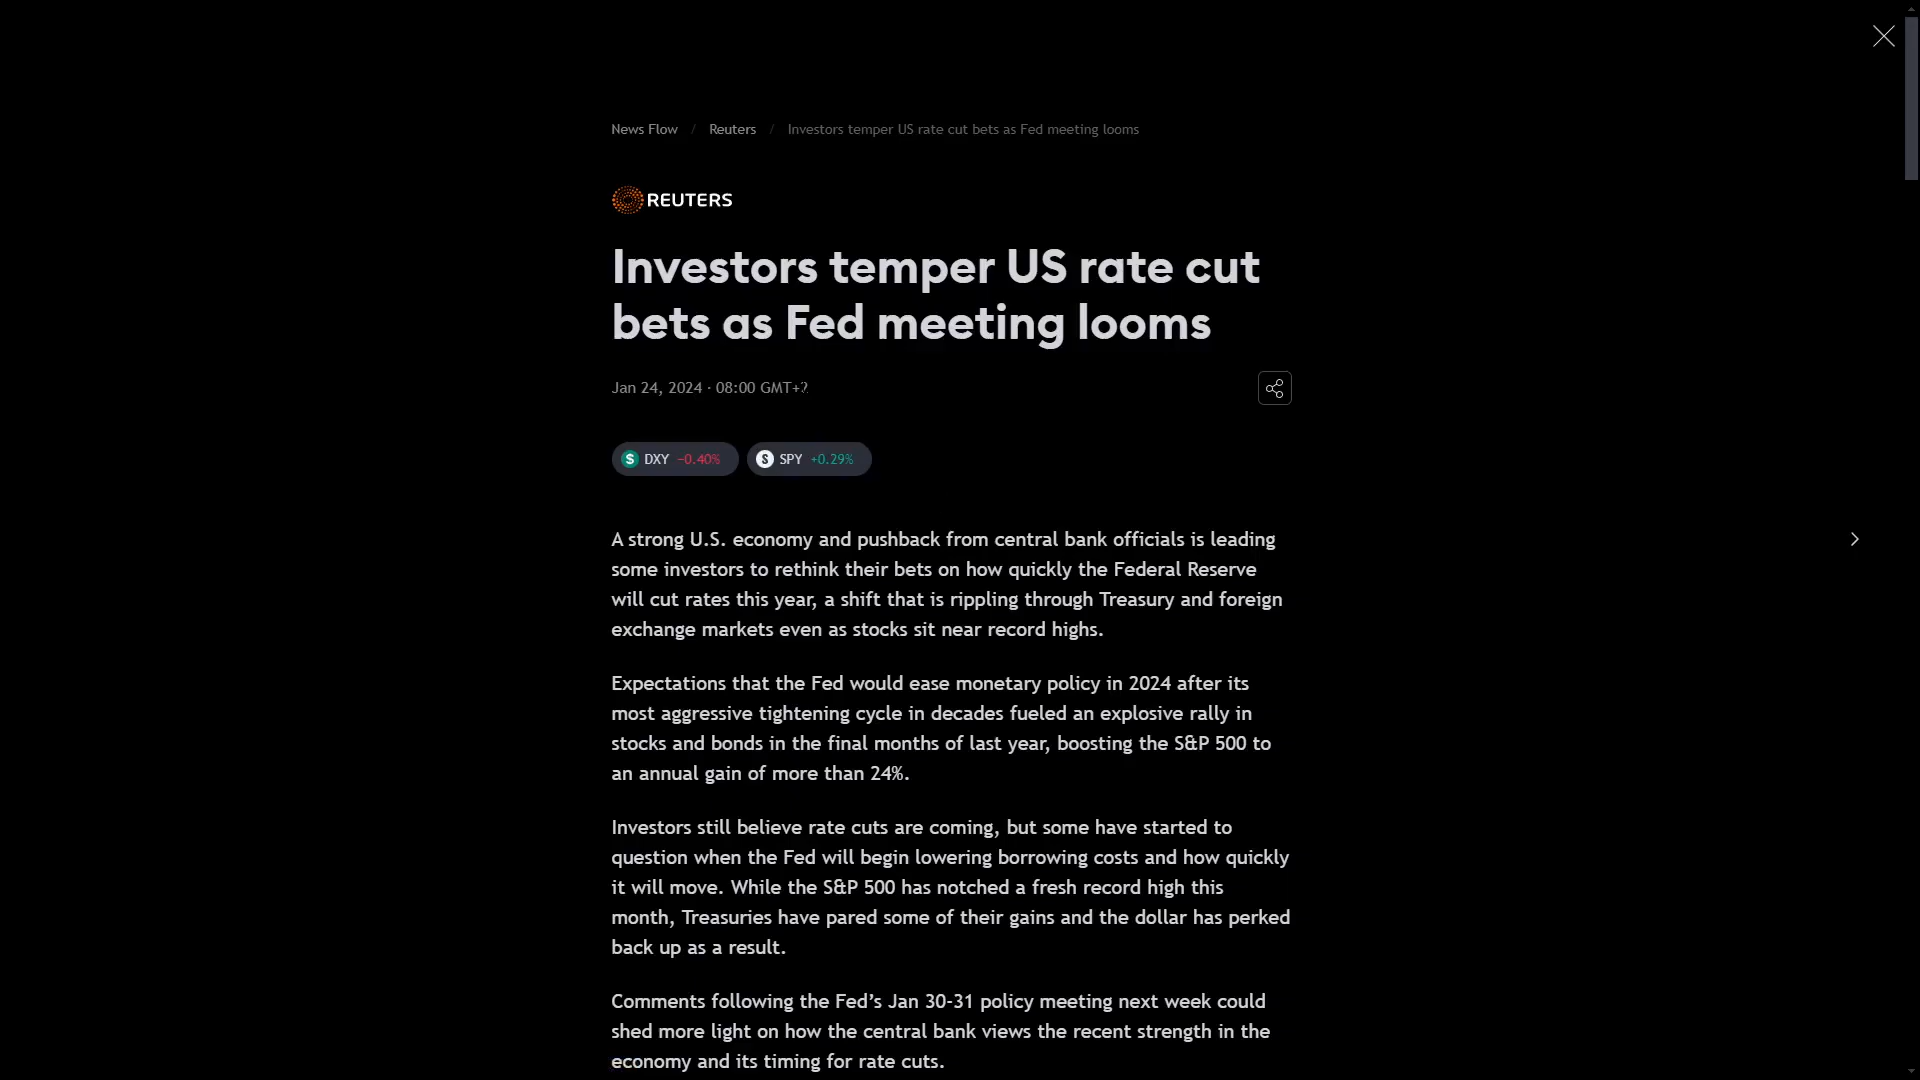 News Flow / Reuters / Investors temper US rate cut bets as Fed meeting looms
REUTERS
Investors temper US rate cut
bets as Fed meeting looms
Jan 24, 2024 · 08:00 GMT+2
$ DXY −0.40% S SPY +0.29%
A strong U.S. economy and pushback from central bank officials is leading
some investors to rethink their bets on how quickly the Federal Reserve
will cut rates this year, a shift that is rippling through Treasury and foreign
exchange markets even as stocks sit near record highs.
Expectations that the Fed would ease monetary policy in 2024 after its
most aggressive tightening cycle in decades fueled an explosive rally in
stocks and bonds in the final months of last year, boosting the S&P 500 to
an annual gain of more than 24%.
Investors still believe rate cuts are coming, but some have started to
question when the Fed will begin lowering borrowing costs and how quickly
it will move. While the S&P 500 has notched a fresh record high this
month, Treasuries have pared some of their gains and the dollar has perked
back up as a result.
Comments following the Fed’s Jan 30-31 policy meeting next week could
shed more light on how the central bank views the recent strength in the
economy and its timing for rate cuts.